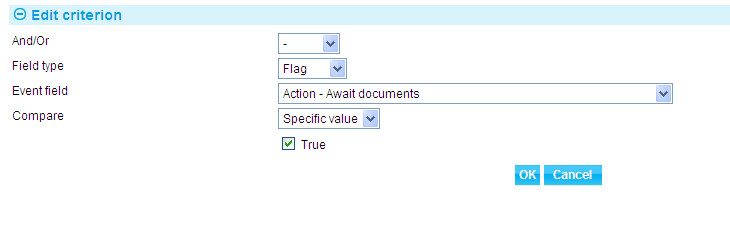 Edit criterion
And/Or -
Field type Flag
Event field Action - Await documents
Compare Specific value
True
OK Cancel